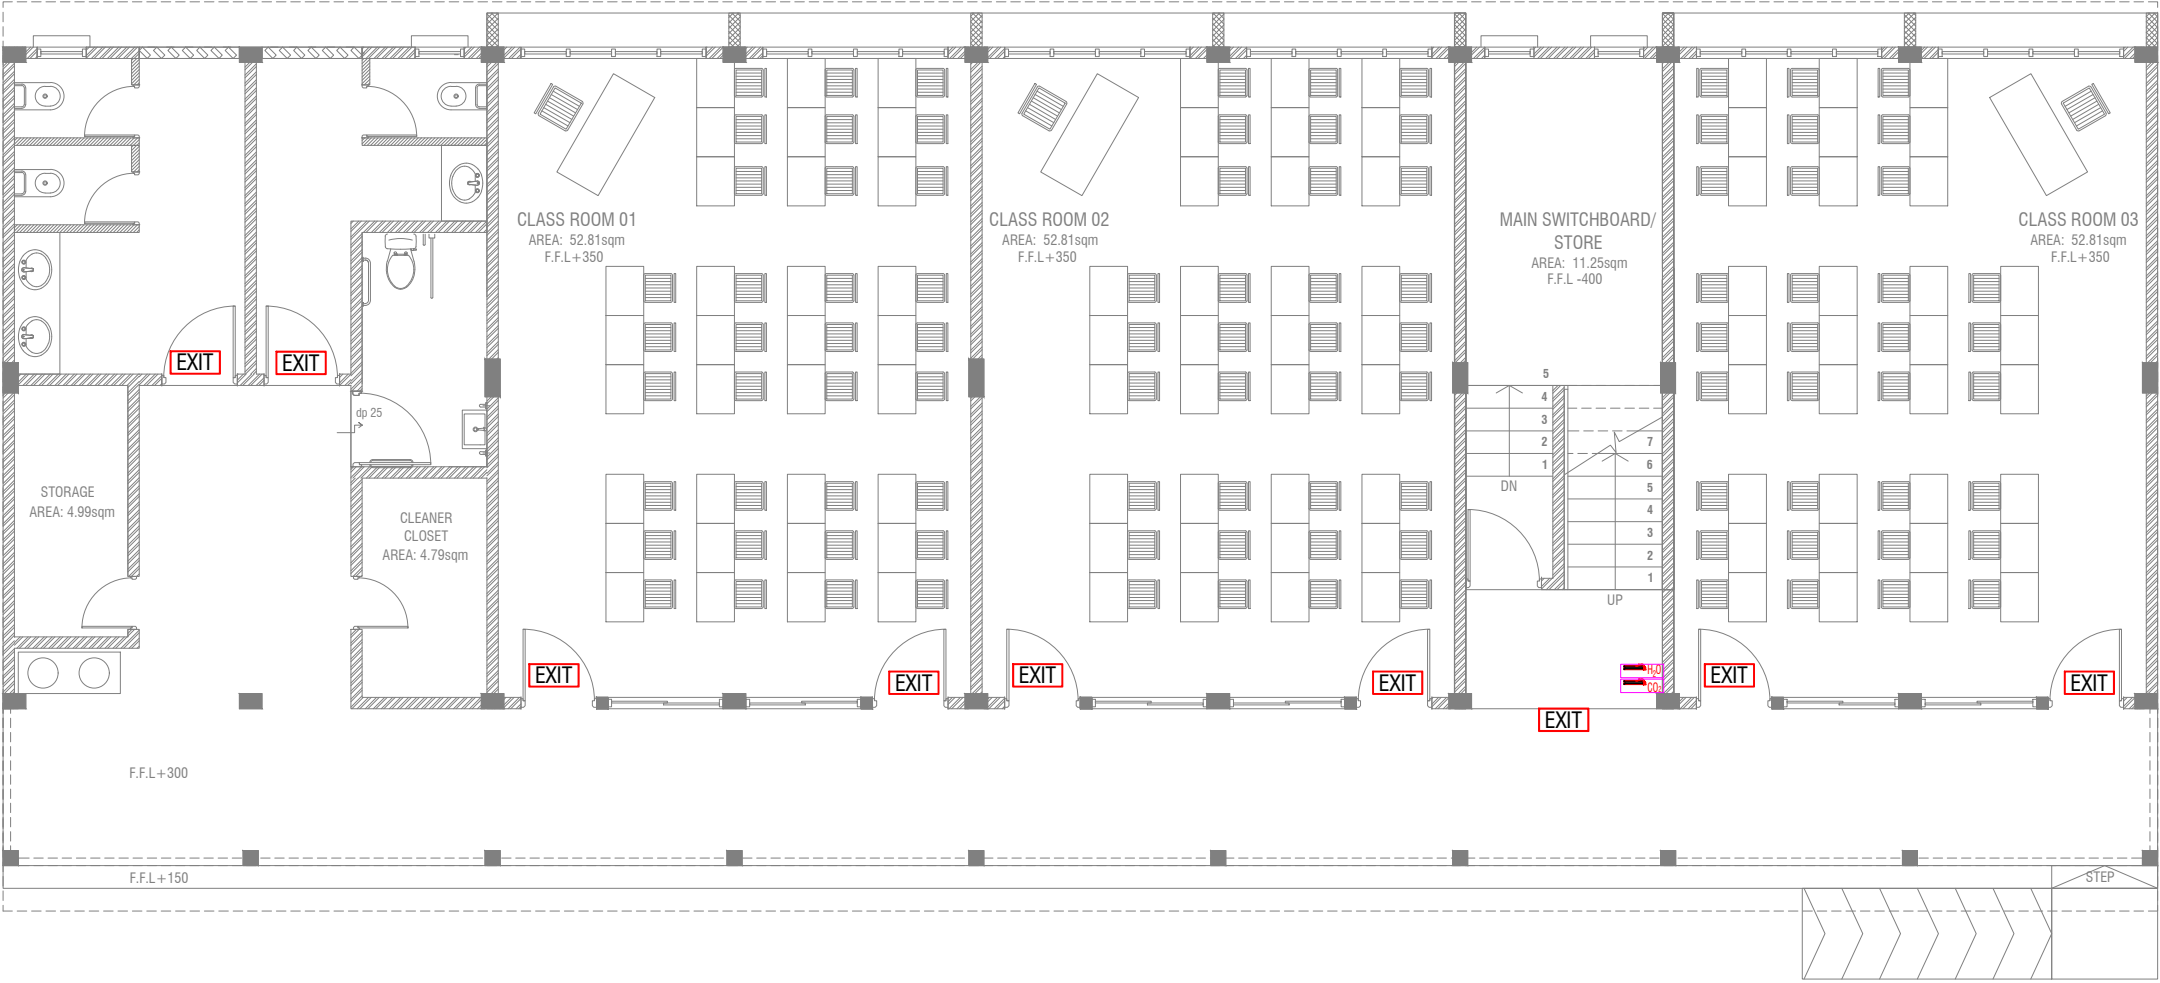 CLASS ROOM 01
AREA: 52.81sqm
F.F.L+350
CLASS ROOM 02
AREA: 52.81sqm
F.F.L+350
MAIN SWITCHBOARD/
STORE
AREA: 11.25sqm
F.F.L -400
CLASS ROOM 03
AREA: 52.81sqm
F.F.L+350
EXIT
EXIT
dp 25
STORAGE
AREA: 4.99sqm
CLEANER
CLOSET
AREA: 4.79sqm
5
4
3
2
1
DN
7
6
5
4
3
2
1
UP
EXIT
EXIT
EXIT
EXIT
H2O
CO2
EXIT
EXIT
EXIT
F.F.L+300
F.F.L+150
STEP